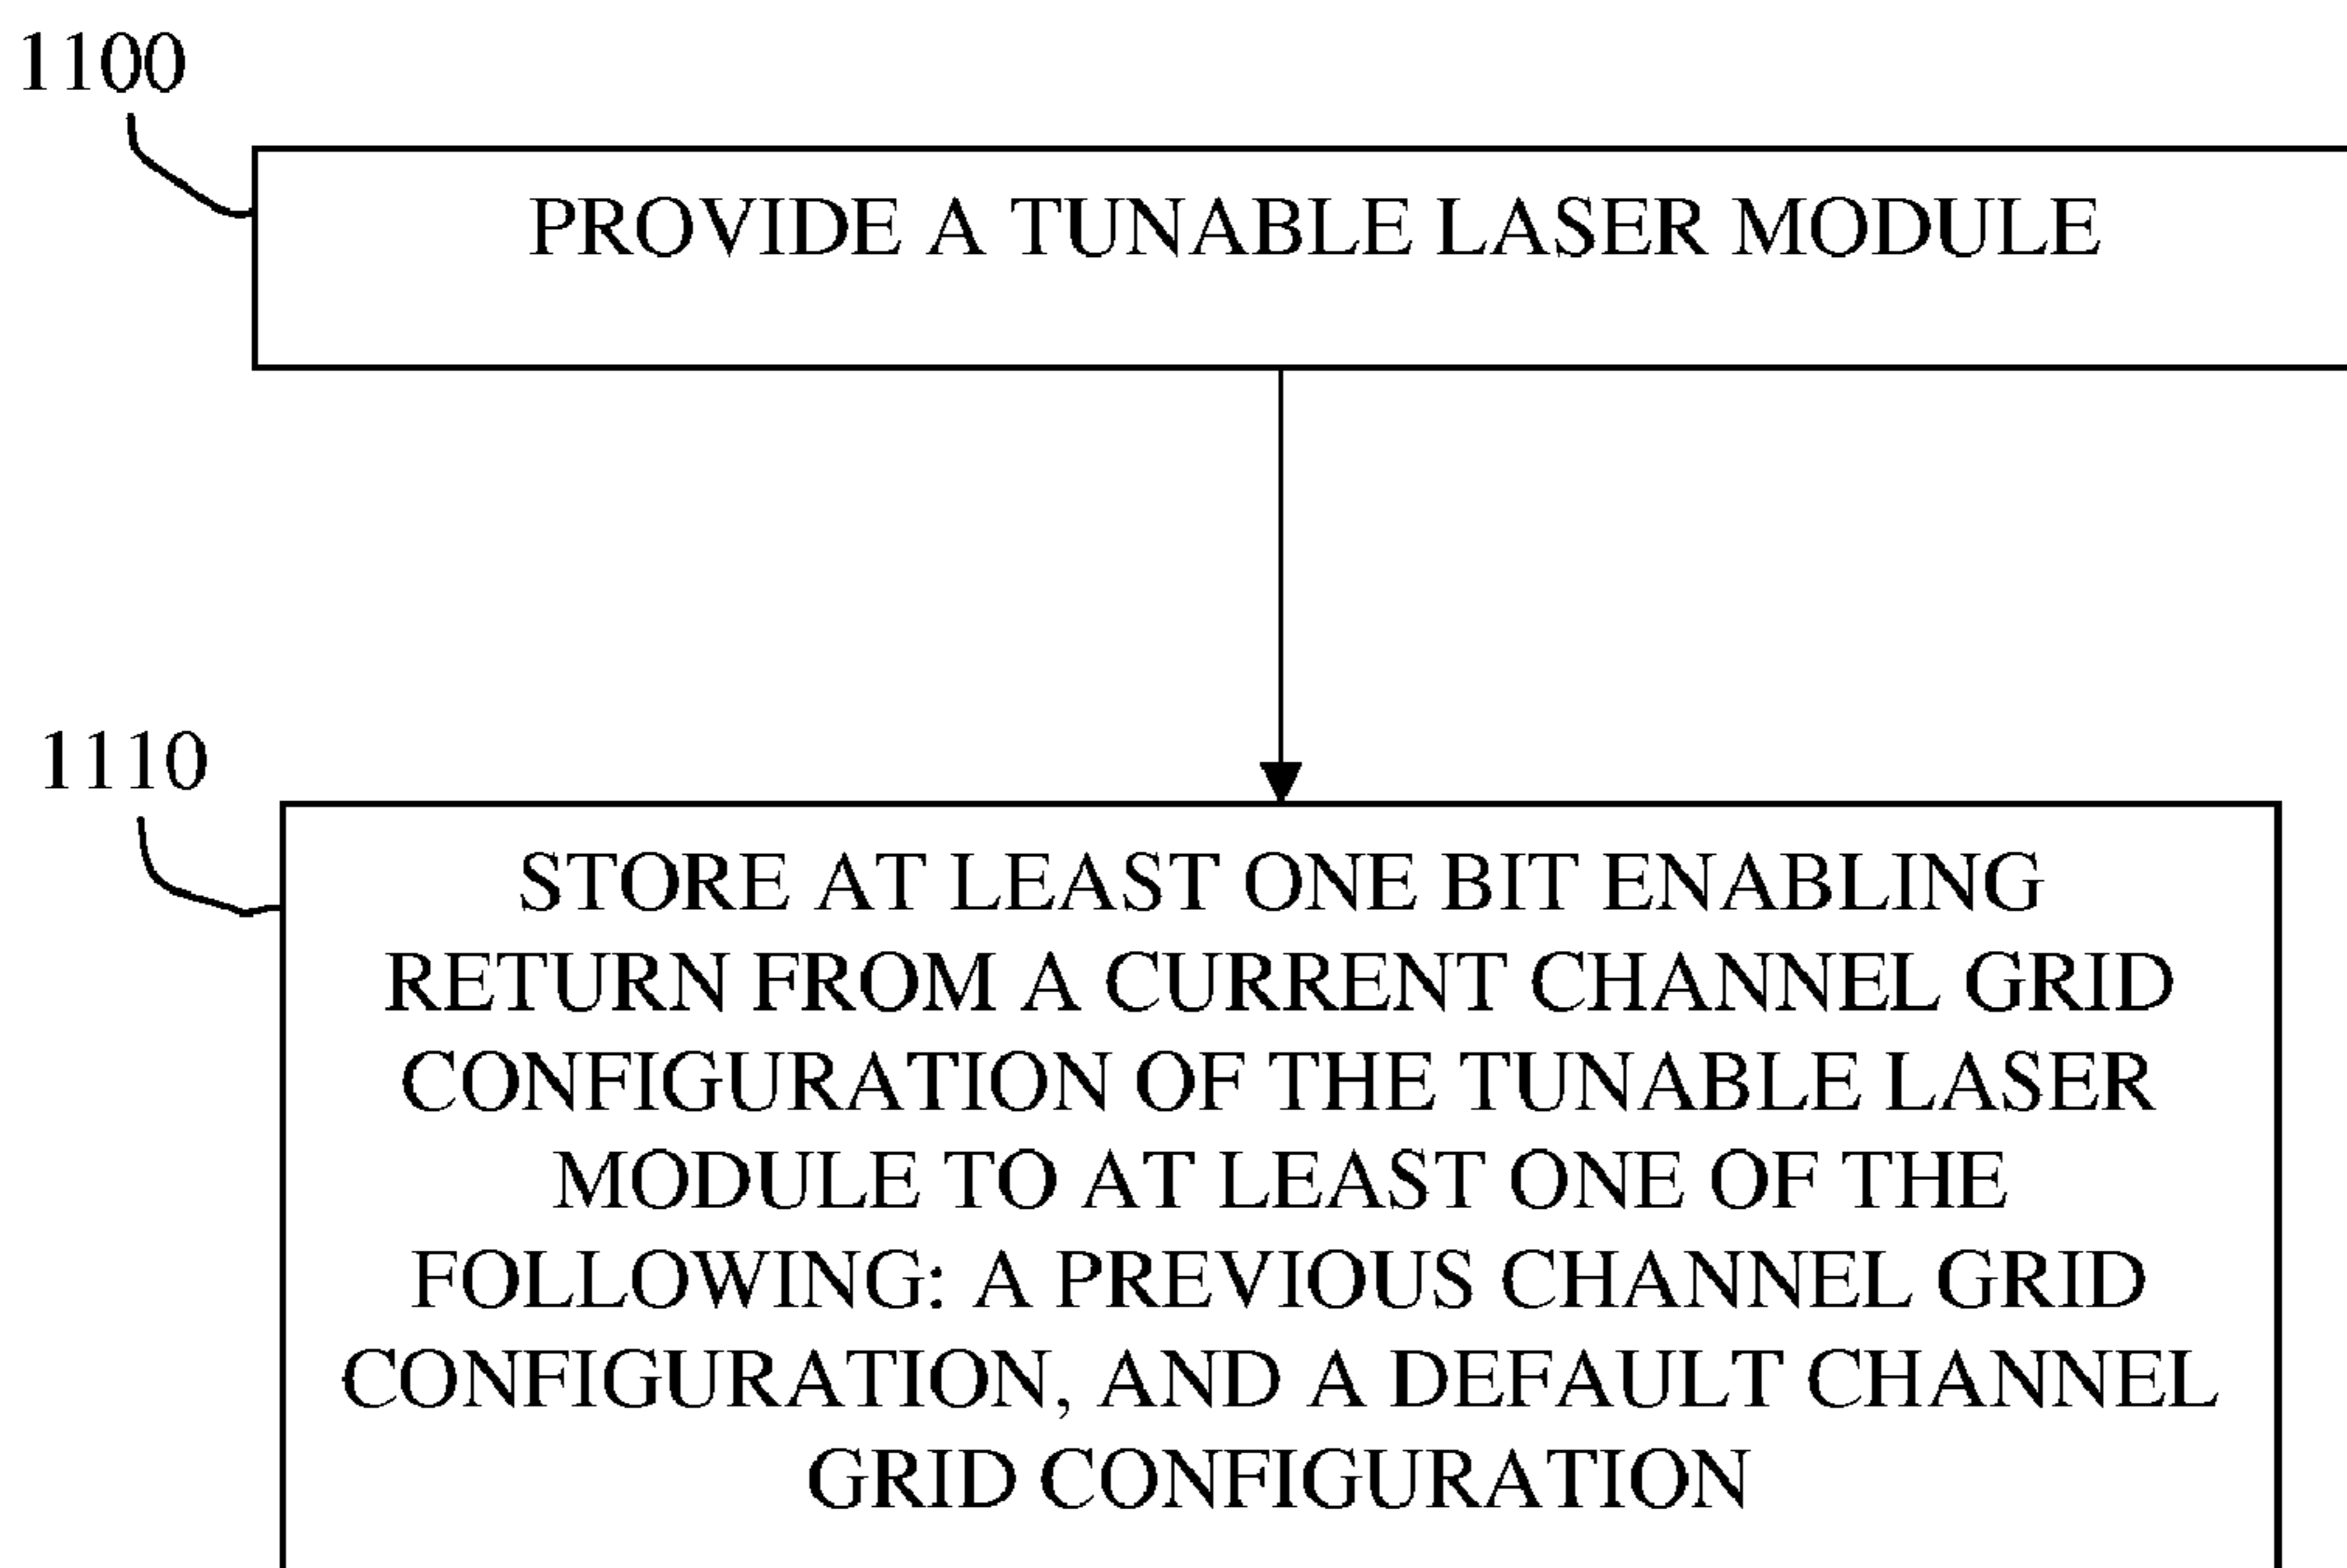 1100
PROVIDE A TUNABLE LASER MODULE
1110
STORE AT LEAST ONE BIT ENABLING
RETURN FROM A CURRENT CHANNEL GRID
CONFIGURATION OF THE TUNABLE LASER
MODULE TO AT LEAST ONE OF THE
FOLLOWING: A PREVIOUS CHANNEL GRID
CONFIGURATION, AND A DEFAULT CHANNEL
GRID CONFIGURATION